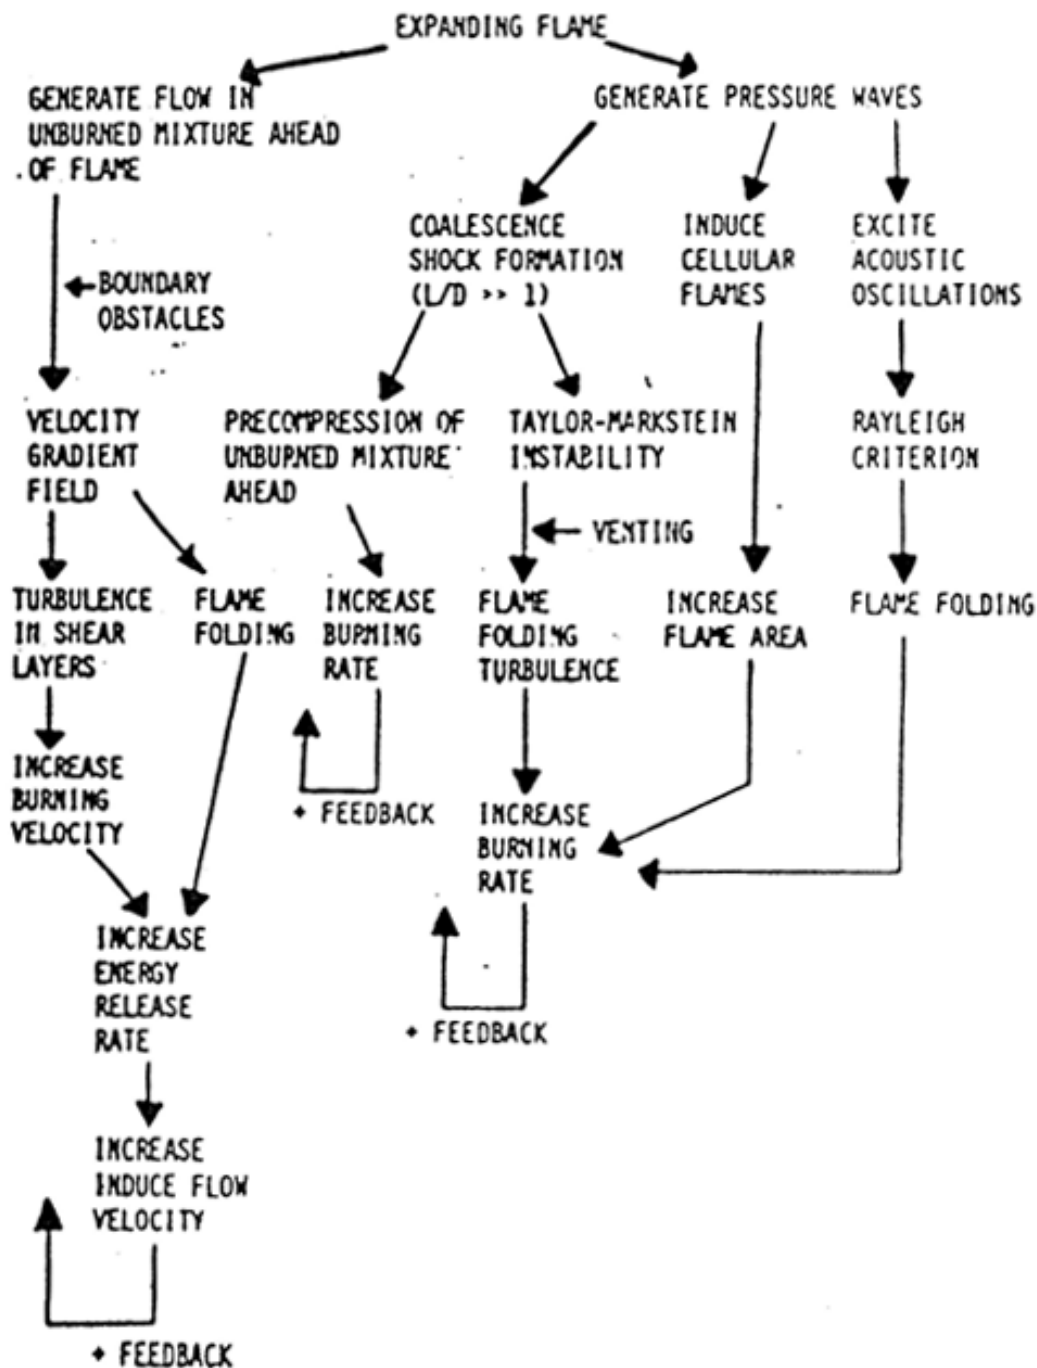 EXPANDING FLAME
GENERATE FLOW IN
UNBURNED MIXTURE AHEAD
OF FLAME
GENERATE PRESSURE WAVES
BOUNDARY
OBSTACLES
COALESCENCE
SHOCK FORMATION
(L/D >> 1)
INDUCE
CELLULAR
FLAMES
EXCITE
ACOUSTIC
OSCILLATIONS
VELOCITY
GRADIENT
FIELD
PRECOMPRESSION OF
UNBURNED MIXTURE
AHEAD
TAYLOR-MARKSTEIN
INSTABILITY
RAYLEIGH
CRITERION
VENTING
TURBULENCE
IN SHEAR
LAYERS
FLAME
FOLDING
INCREASE
BURNING
RATE
FLAME
FOLDING
TURBULENCE
INCREASE
FLAME AREA
FLAME FOLDING
INCREASE
BURNING
VELOCITY
+ FEEDBACK
INCREASE
BURNING
RATE
INCREASE
ENERGY
RELEASE
RATE
+ FEEDBACK
INCREASE
INDUCE FLOW
VELOCITY
+ FEEDBACK